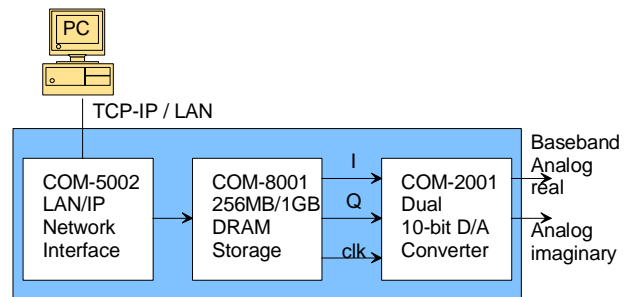 PC
TCP-IP / LAN
COM-5002
LAN/IP
Network
Interface
COM-8001
256MB/1GB
DRAM
Storage
I
Q
clk
COM-2001
Dual
10-bit D/A
Converter
Baseband
Analog
real
Analog
imaginary